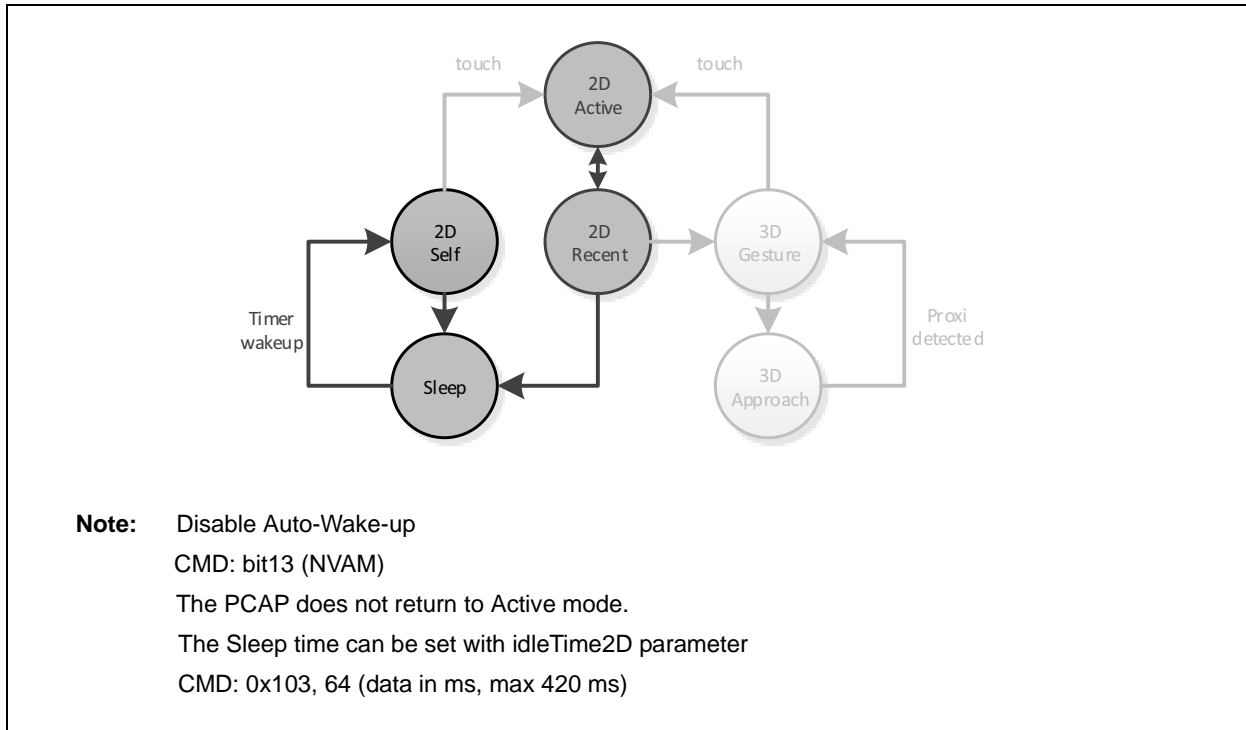 touch
touch
2D
Active
2D
Self
2D
Recent
3D
Gesture
Timer
wakeup
Proxi
detected
Sleep
3D
Approach
Note: Disable Auto-Wake-up
CMD: bit13 (NVAM)
The PCAP does not return to Active mode.
The Sleep time can be set with idleTime2D parameter
CMD: 0x103, 64 (data in ms, max 420 ms)